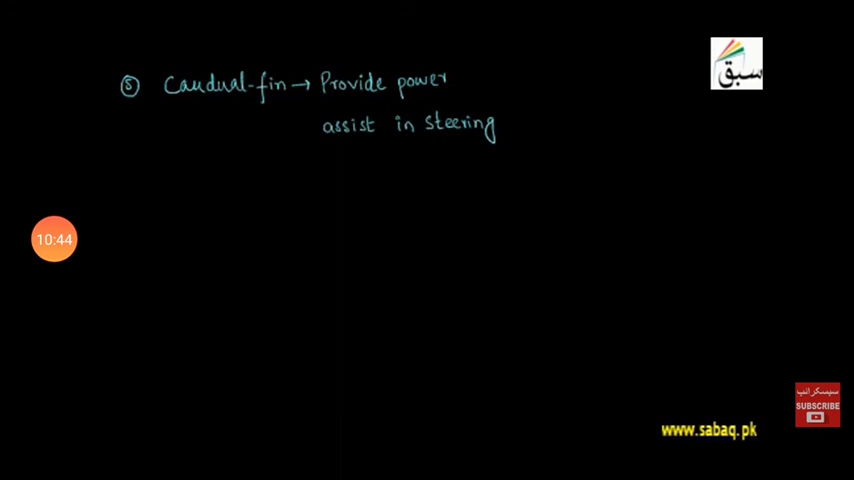 ⑤ Caudual-fin → Provide power
assist in steering
سبق
10:44
سبسکرائب
SUBSCRIBE
www.sabaq.pk